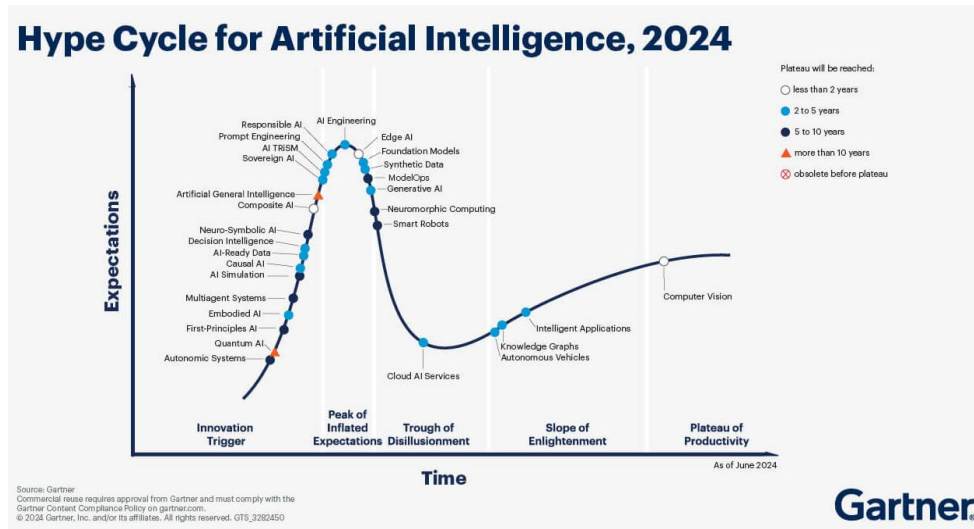 Hype Cycle for Artificial Intelligence, 2024
Plateau will be reached:
less than 2 years
2 to 5 years
5 to 10 years
more than 10 years
obsolete before plateau
Expectations
AI Engineering
Responsible AI
Prompt Engineering
AI TRiSM
Sovereign AI
Artificial General Intelligence
Composite AI
Neuro-Symbolic AI
Decision Intelligence
AI-Ready Data
Causal AI
AI Simulation
Multiagent Systems
Embodied AI
First-Principles AI
Quantum AI
Autonomic Systems
Edge AI
Foundation Models
Synthetic Data
ModelOps
Generative AI
Neuromorphic Computing
Smart Robots
Cloud AI Services
Intelligent Applications
Knowledge Graphs
Autonomous Vehicles
Computer Vision
Innovation
Trigger
Peak of
Inflated
Expectations
Trough of
Disillusionment
Slope of
Enlightenment
Plateau of
Productivity
Time
As of June 2024
Source: Gartner
Commercial reuse requires approval from Gartner and must comply with the
Gartner Content Compliance Policy on gartner.com.
© 2024 Gartner, Inc. and/or its affiliates. All rights reserved. GTS_3282450
Gartner®